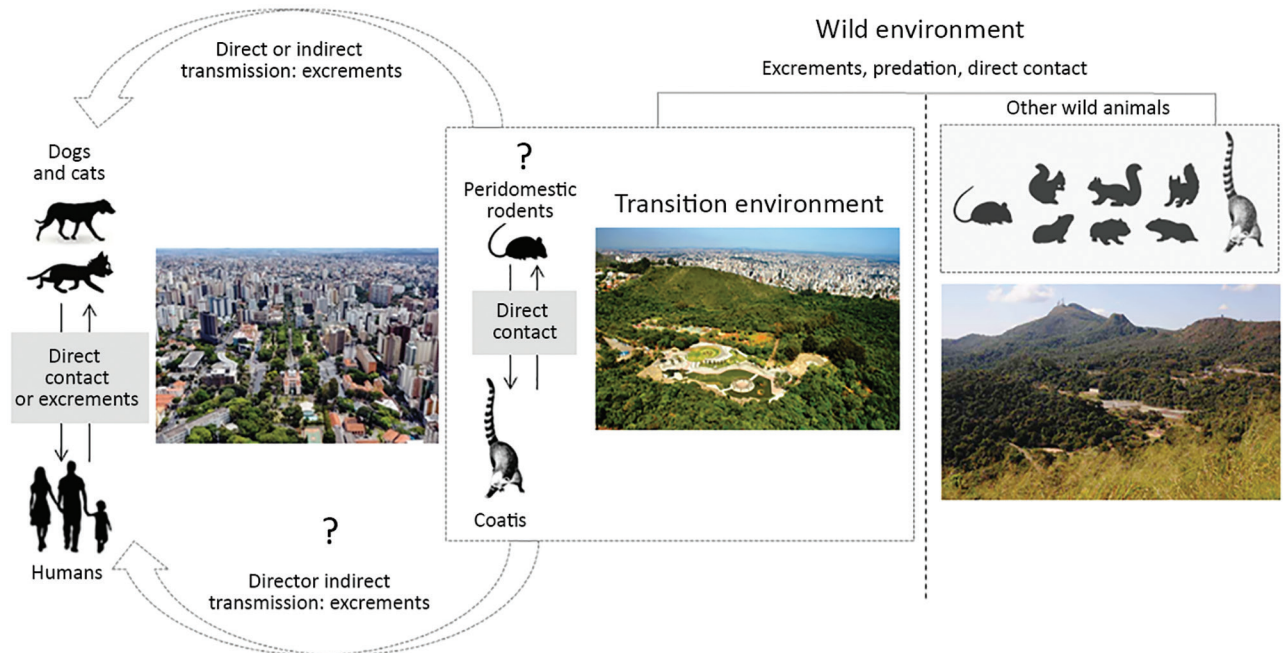 Direct or indirect
transmission: excrements
Wild environment
Excrements, predation, direct contact
Other wild animals
Dogs
and cats
?
Peridomestic
rodents
Transition environment
Direct
contact
Direct
contact
or excrements
Coatis
?
Humans
Director indirect
transmission: excrements